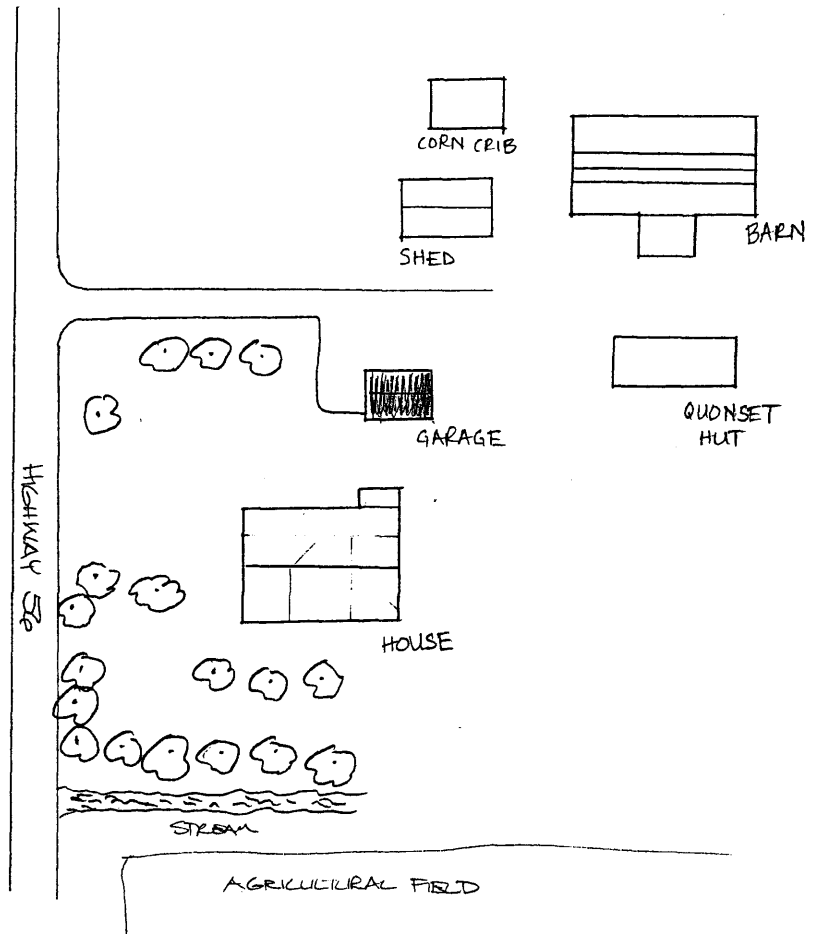 CORN CRIB
BARN
SHED
QUONSET
HUT
GARAGE
HIGHWAY 56
HOUSE
STREAM
AGRICULTURAL FIELD